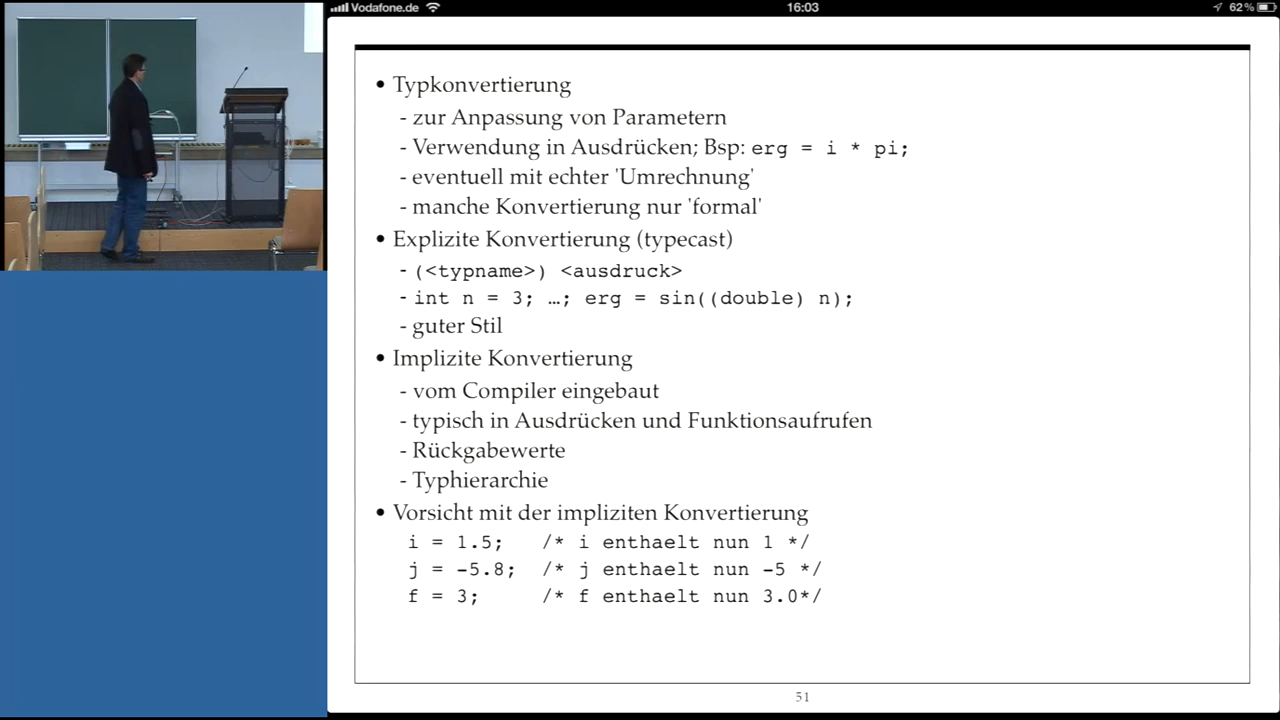 Vodafone.de
16:03
62 %
• Typkonvertierung
- zur Anpassung von Parametern
- Verwendung in Ausdrücken; Bsp: erg = i * pi;
- eventuell mit echter 'Umrechnung'
- manche Konvertierung nur 'formal'
• Explizite Konvertierung (typecast)
- (<typname>) <ausdruck>
- int n = 3; …; erg = sin((double) n);
- guter Stil
• Implizite Konvertierung
- vom Compiler eingebaut
- typisch in Ausdrücken und Funktionsaufrufen
- Rückgabewerte
- Typhierarchie
• Vorsicht mit der impliziten Konvertierung
i = 1.5; /* i enthaelt nun 1 */
j = -5.8; /* j enthaelt nun -5 */
f = 3; /* f enthaelt nun 3.0*/
51